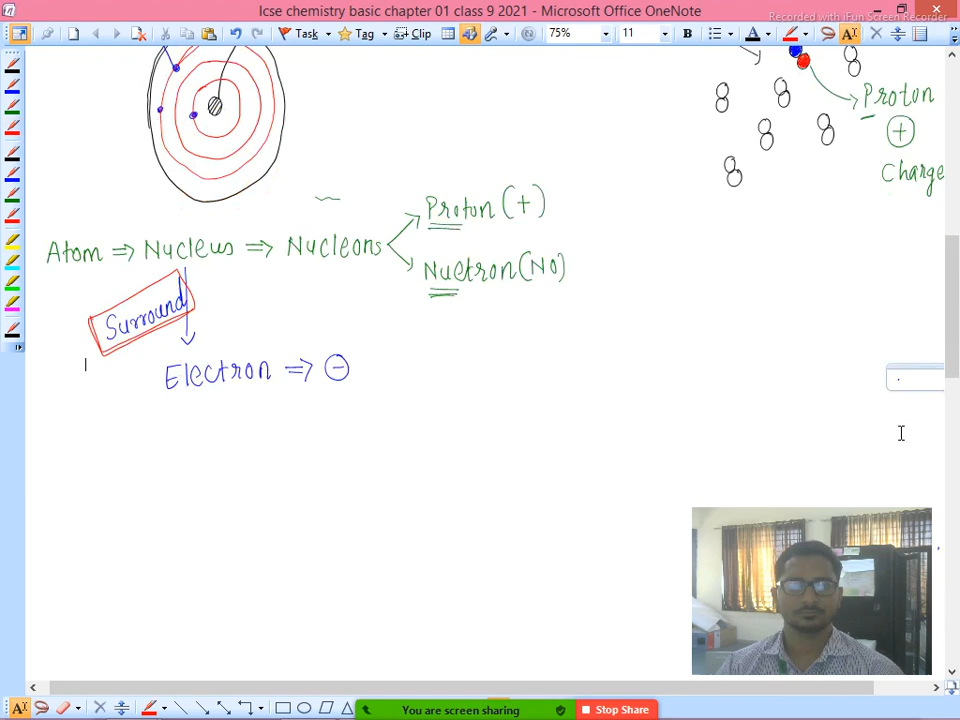 Icse chemistry basic chapter 01 class 9 2021 - Microsoft Office OneNote
Recorded with iFun Screen Recorder
Task Tag Clip 75% 11 B A
Proton
+
Charge
Proton (+)
Atom ⇒ Nucleus ⇒ Nucleons
Nuctron (No)
Surround
Electron ⇒ ⊖
You are screen sharing Stop Share